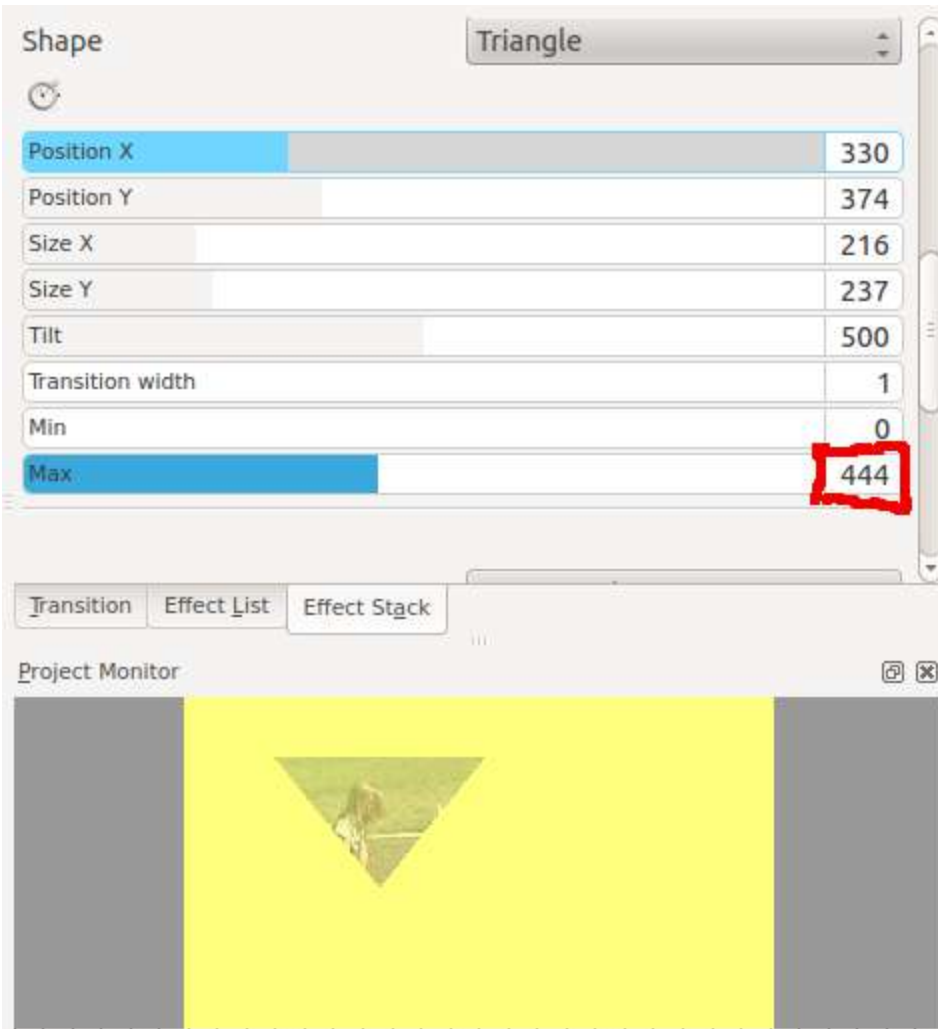 Shape Triangle
Position X 330
Position Y 374
Size X 216
Size Y 237
Tilt 500
Transition width 1
Min 0
Max 444
Transition Effect List Effect Stack
Project Monitor